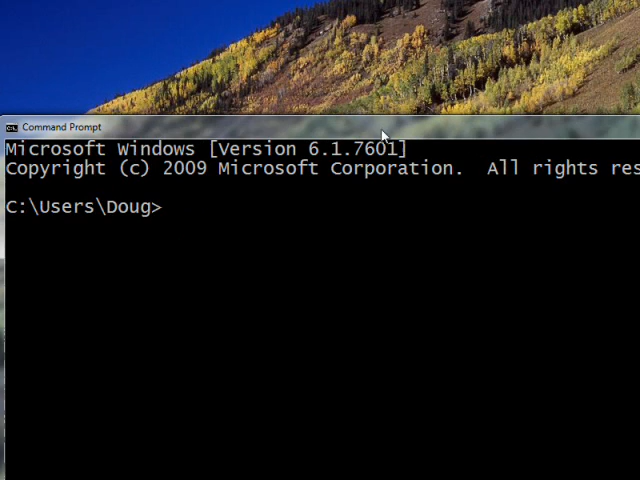 Command Prompt
Microsoft Windows [Version 6.1.7601]
Copyright (c) 2009 Microsoft Corporation.  All rights res
C:\Users\Doug>